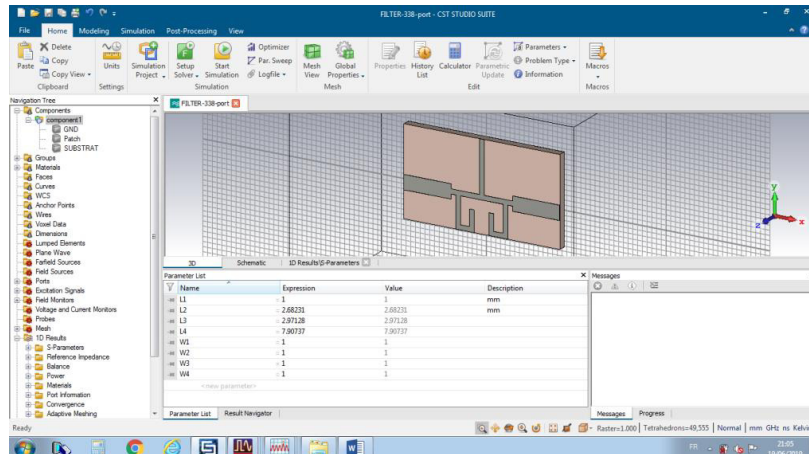 FILTER-338-port - CST STUDIO SUITE
File Home Modeling Simulation Post-Processing View
Paste
Delete
Copy
Copy View
Clipboard
Units
Settings
Simulation Project
Setup Solver
Start Simulation
Optimizer
Par. Sweep
Logfile
Simulation
Mesh View
Global Properties
Mesh
Properties
History List
Calculator
Parametric Update
Parameters
Problem Type
Information
Edit
Macros
Macros
Navigation Tree
Components
component1
GND
Patch
SUBSTRAT
Groups
Materials
Faces
Curves
WCS
Anchor Points
Wires
Voxel Data
Dimensions
Lumped Elements
Plane Wave
Farfield Sources
Field Sources
Ports
Excitation Signals
Field Monitors
Voltage and Current Monitors
Probes
Mesh
1D Results
S-Parameters
Reference Impedance
Balance
Power
Materials
Port Information
Convergence
Adaptive Meshing
FILTER-338-port
y
x
z
3D Schematic 1D Results\S-Parameters
Parameter List
Name Expression Value Description
L1 = 1 1 mm
L2 = 2.68231 2.68231 mm
L3 = 2.97128 2.97128
L4 = 7.90737 7.90737
W1 = 1 1
W2 = 1 1
W3 = 1 1
W4 = 1 1
<new parameter>
Parameter List Result Navigator
Messages
Messages Progress
Ready
Raster=1.000 Tetrahedrons=49,555 Normal mm GHz ns Kelvin
FR
21:05